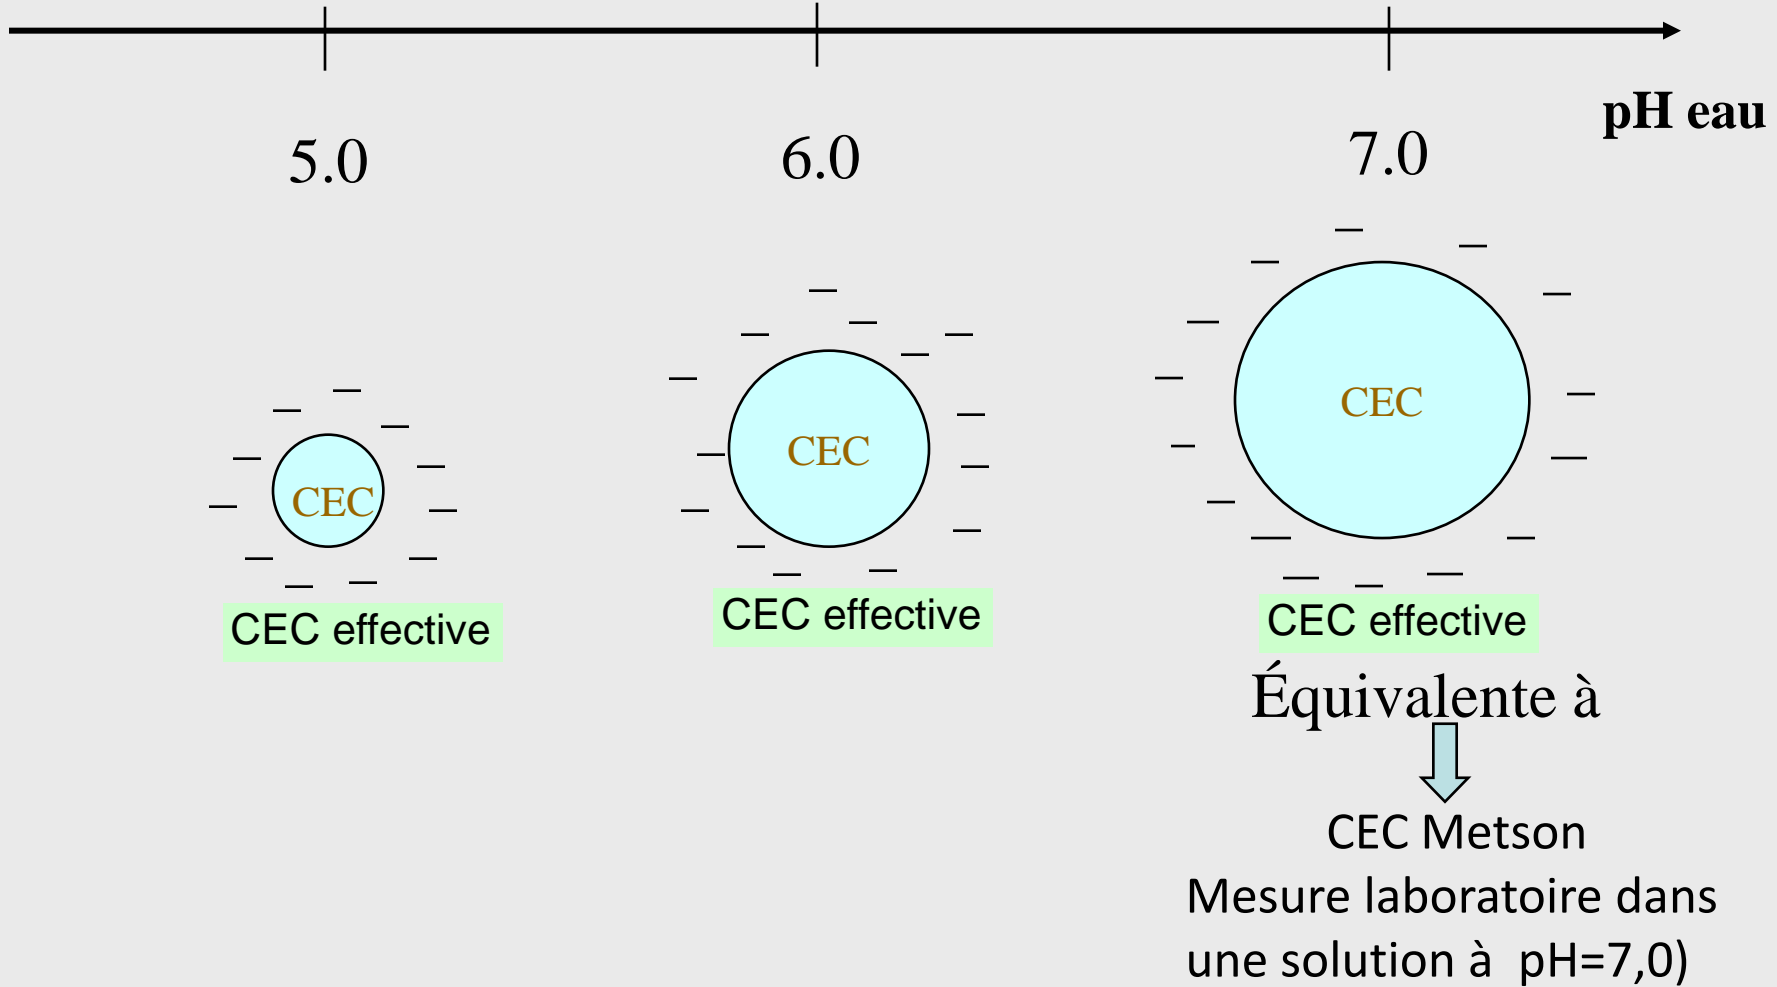 pH eau
5.0
6.0
7.0
CEC
CEC
CEC
CEC effective
CEC effective
CEC effective
Équivalente à
CEC Metson
Mesure laboratoire dans
une solution à pH=7,0)